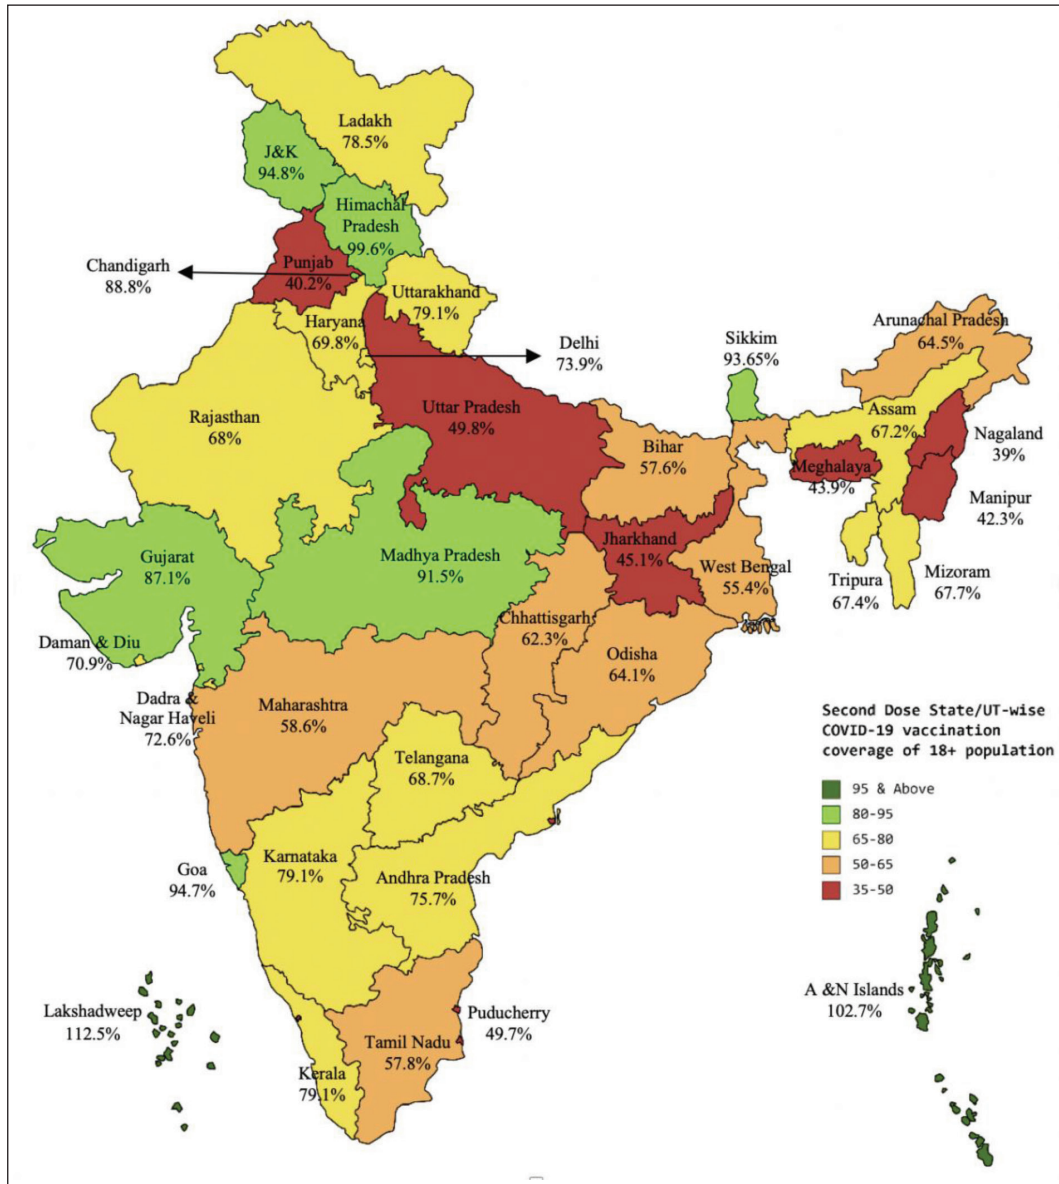 Ladakh
78.5%
J&K
94.8%
Himachal
Pradesh
99.6%
Chandigarh
88.8%
Punjab
40.2%
Uttarakhand
79.1%
Haryana
69.8%
Delhi
73.9%
Sikkim
93.65%
Arunachal Pradesh
64.5%
Rajasthan
68%
Uttar Pradesh
49.8%
Bihar
57.6%
Assam
67.2%
Nagaland
39%
Meghalaya
43.9%
Manipur
42.3%
Gujarat
87.1%
Madhya Pradesh
91.5%
Jharkhand
45.1%
West Bengal
55.4%
Tripura
67.4%
Mizoram
67.7%
Daman & Diu
70.9%
Chhattisgarh
62.3%
Odisha
64.1%
Dadra &
Nagar Haveli
72.6%
Maharashtra
58.6%
Telangana
68.7%
Second Dose State/UT-wise
COVID-19 vaccination
coverage of 18+ population
95 & Above
80-95
65-80
50-65
35-50
Goa
94.7%
Karnataka
79.1%
Andhra Pradesh
75.7%
Lakshadweep
112.5%
A &N Islands
102.7%
Puducherry
49.7%
Tamil Nadu
57.8%
Kerala
79.1%